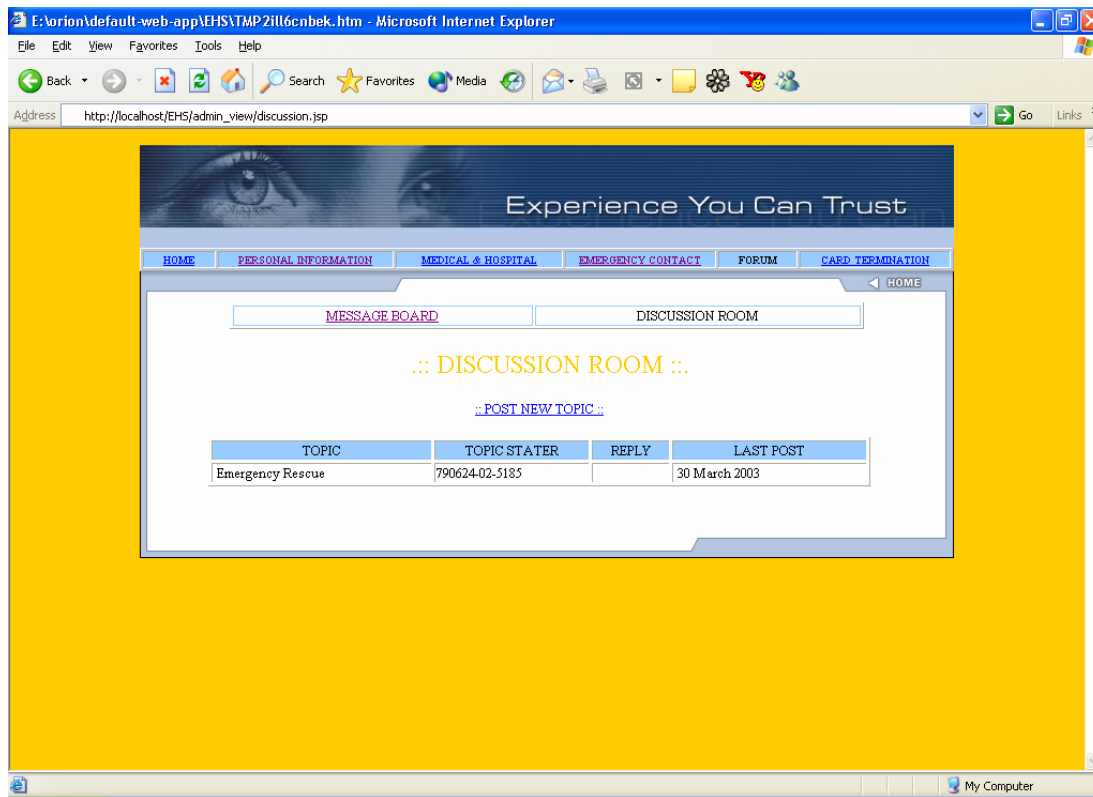 E:\orion\default-web-app\EHS\TMP2ill6cnbek.htm - Microsoft Internet Explorer
File Edit View Favorites Tools Help
Back Search Favorites Media
Address http://localhost/EHS/admin_view/discussion.jsp Go Links
Experience You Can Trust
HOME PERSONAL INFORMATION MEDICAL & HOSPITAL EMERGENCY CONTACT FORUM CARD TERMINATION
HOME
MESSAGE BOARD DISCUSSION ROOM
.:: DISCUSSION ROOM ::.
:: POST NEW TOPIC ::
TOPIC TOPIC STATER REPLY LAST POST
Emergency Rescue 790624-02-5185 30 March 2003
My Computer